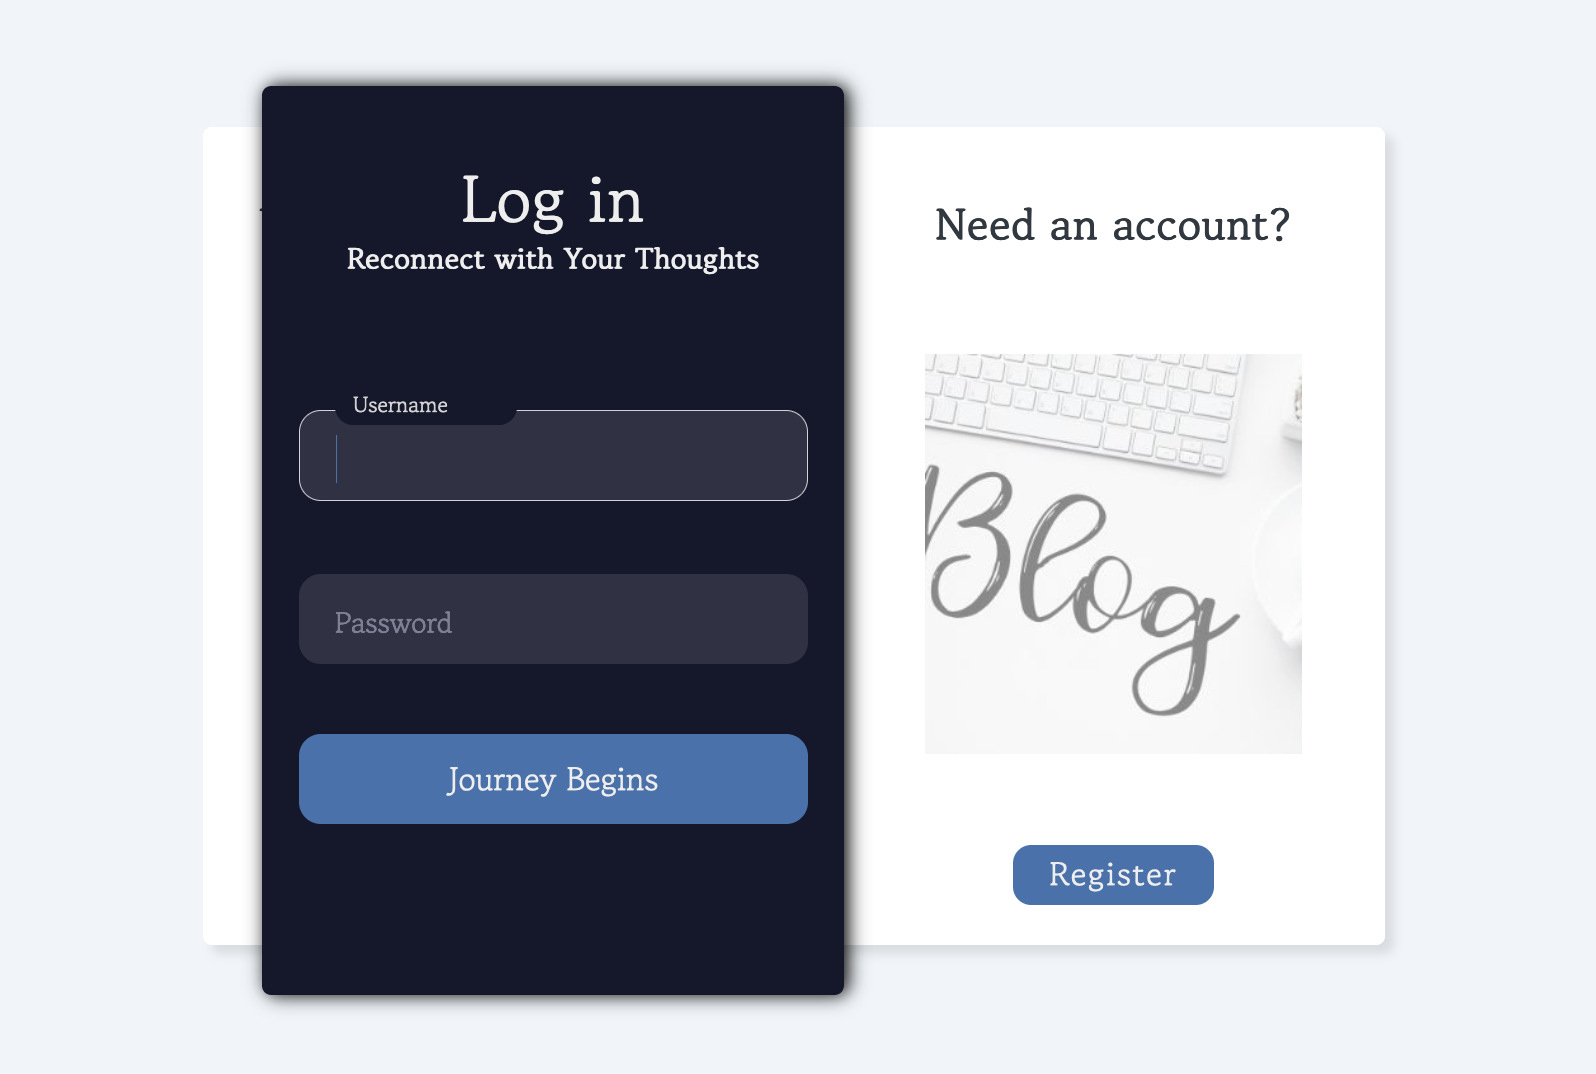 Log in
Reconnect with Your Thoughts
Username
Password
Journey Begins
Need an account?
Blog
Register